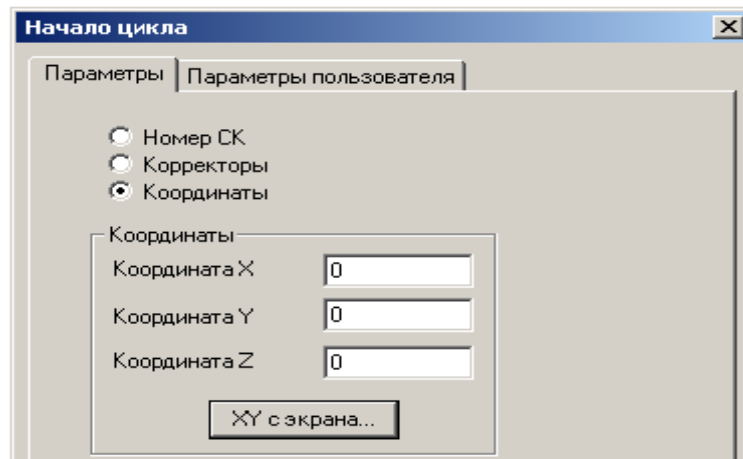 Начало цикла
Параметры Параметры пользователя
Номер СК
Корректоры
Координаты
Координаты
Координата X 0
Координата Y 0
Координата Z 0
XY с экрана...